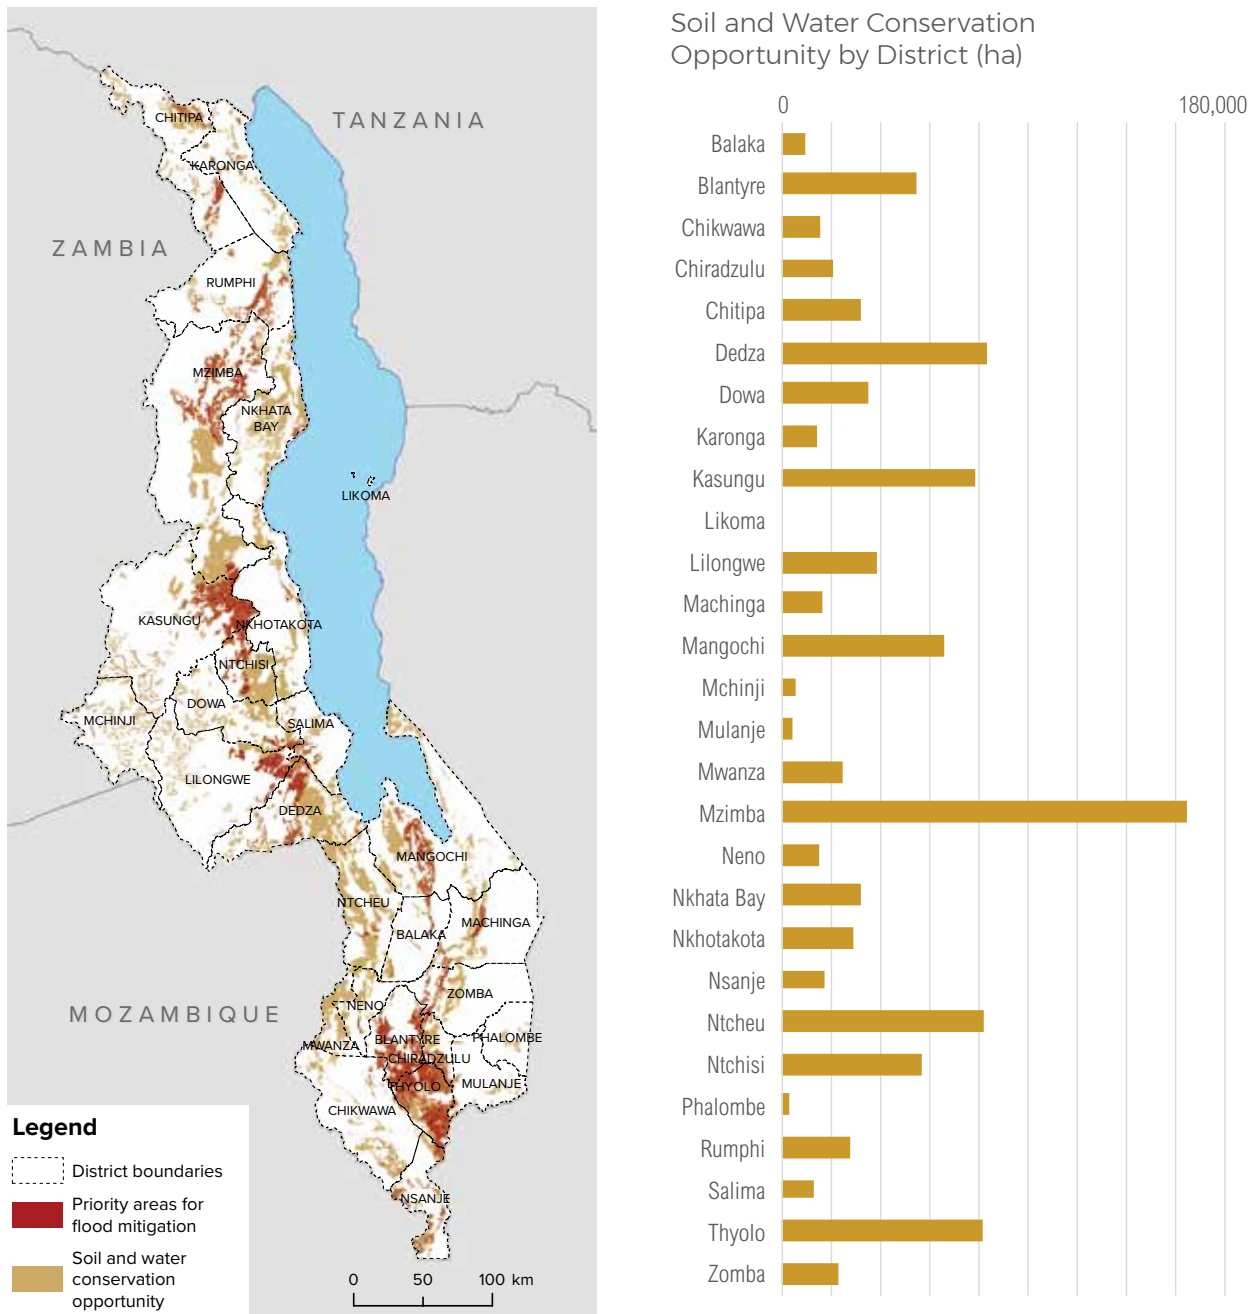 TANZANIA
ZAMBIA
MOZAMBIQUE
CHITIPA
KARONGA
RUMPHI
MZIMBA
NKHATA
BAY
LIKOMA
KASUNGU
NKHOTAKOTA
NTCHISI
DOWA
MCHINJI
SALIMA
LILONGWE
DEDZA
MANGOCHI
NTCHEU
BALAKA
MACHINGA
ZOMBA
NENO
BLANTYRE
PHALOMBE
MWANZA
CHIRADZULU
THYOLO
MULANJE
CHIKWAWA
NSANJE
Legend
District boundaries
Priority areas for
flood mitigation
Soil and water
conservation
opportunity
0 50 100 km
Soil and Water Conservation
Opportunity by District (ha)
0 180,000
Balaka
Blantyre
Chikwawa
Chiradzulu
Chitipa
Dedza
Dowa
Karonga
Kasungu
Likoma
Lilongwe
Machinga
Mangochi
Mchinji
Mulanje
Mwanza
Mzimba
Neno
Nkhata Bay
Nkhotakota
Nsanje
Ntcheu
Ntchisi
Phalombe
Rumphi
Salima
Thyolo
Zomba